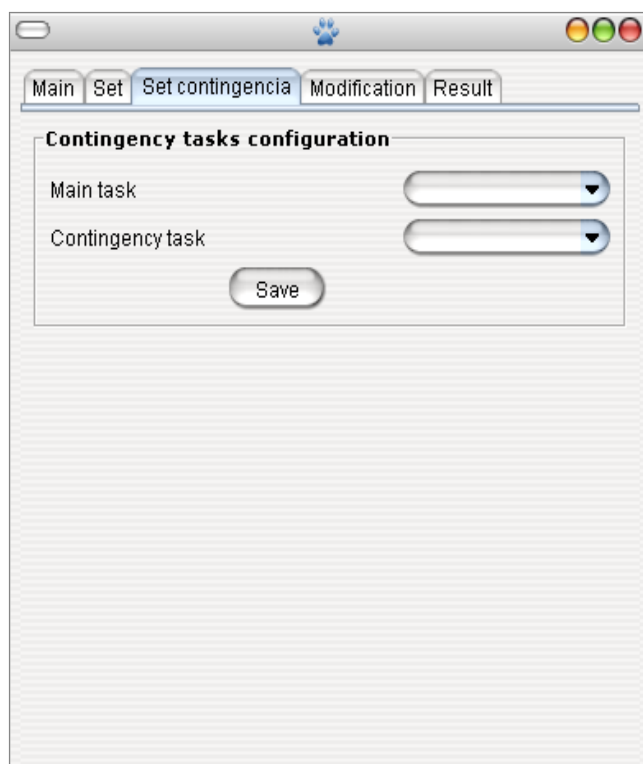 Main Set Set contingencia Modification Result
Contingency tasks configuration
Main task
Contingency task
Save